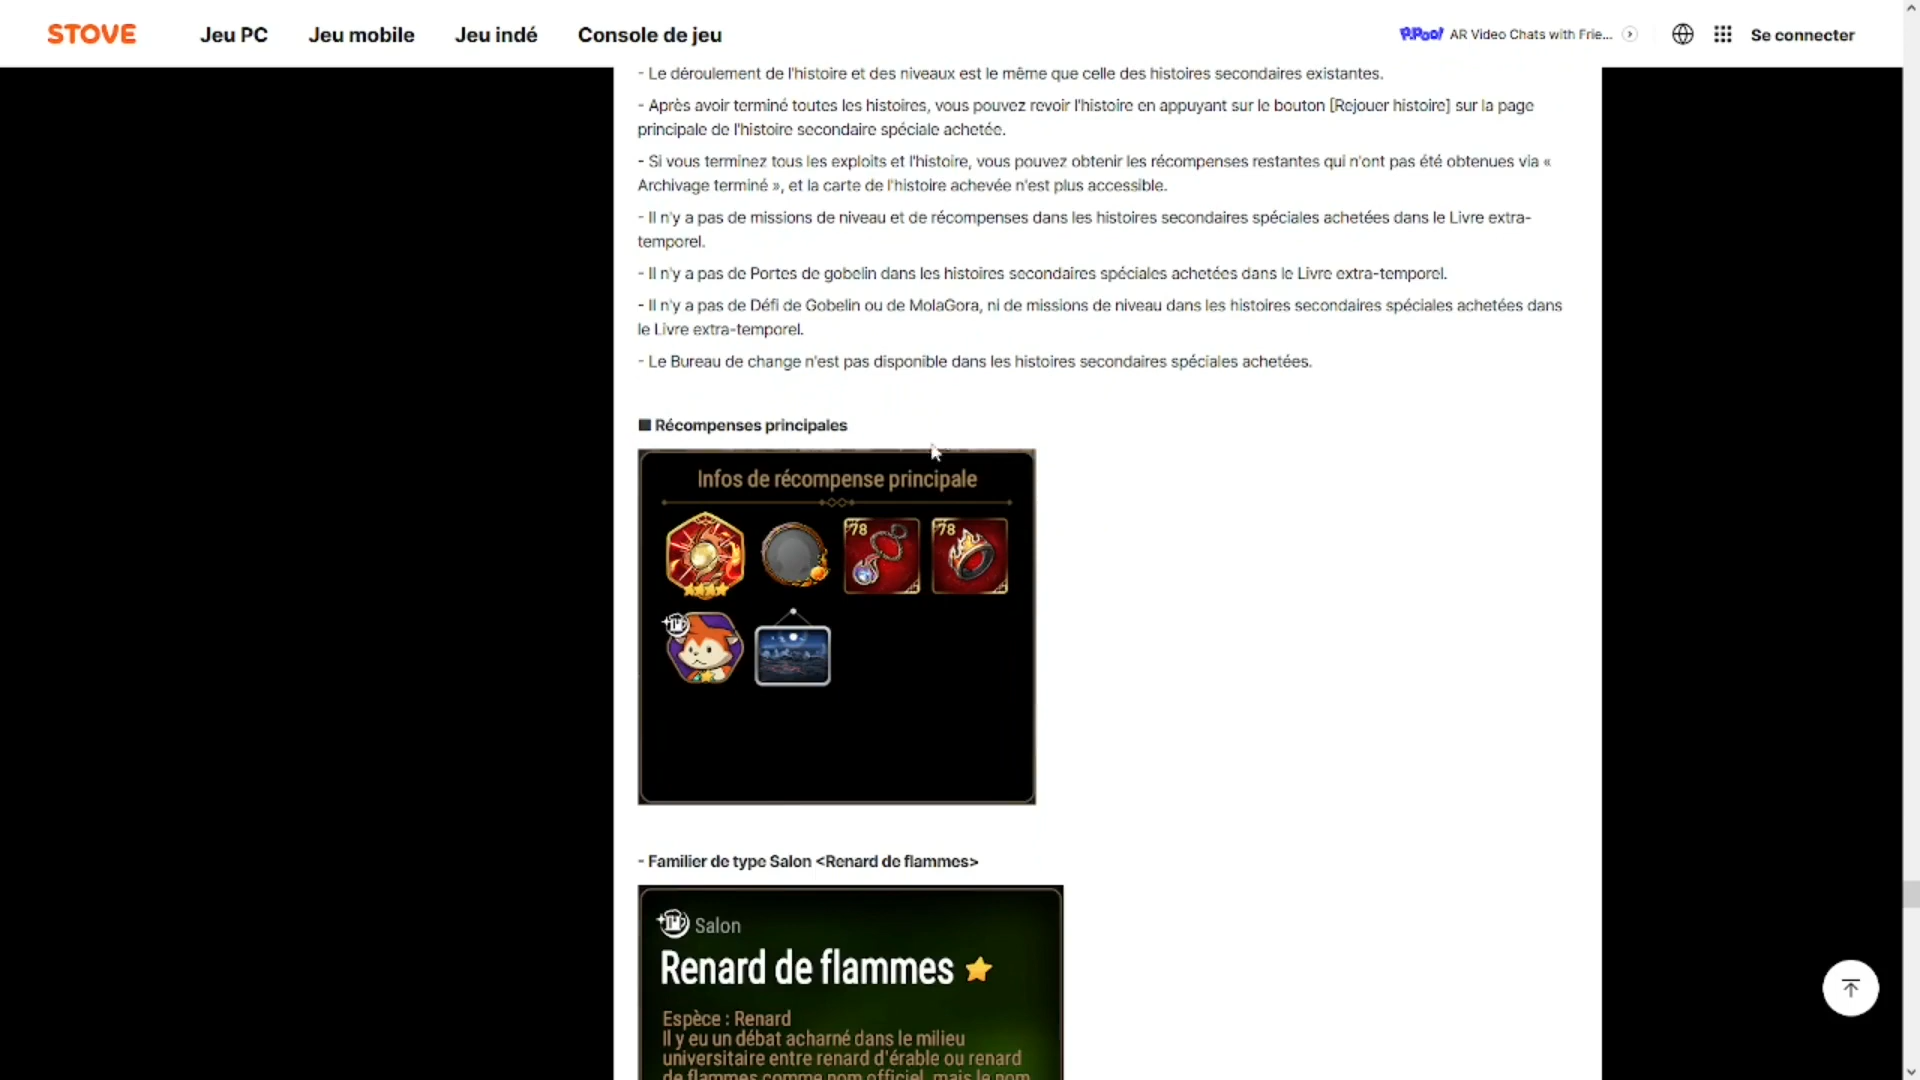 STOVE Jeu PC Jeu mobile Jeu indé Console de jeu P.Pool AR Video Chats with Frie... Se connecter
- Le déroulement de l'histoire et des niveaux est le même que celle des histoires secondaires existantes.
- Après avoir terminé toutes les histoires, vous pouvez revoir l'histoire en appuyant sur le bouton [Rejouer histoire] sur la page
principale de l'histoire secondaire spéciale achetée.
- Si vous terminez tous les exploits et l'histoire, vous pouvez obtenir les récompenses restantes qui n'ont pas été obtenues via «
Archivage terminé », et la carte de l'histoire achevée n'est plus accessible.
- Il n'y a pas de missions de niveau et de récompenses dans les histoires secondaires spéciales achetées dans le Livre extra-
temporel.
- Il n'y a pas de Portes de gobelin dans les histoires secondaires spéciales achetées dans le Livre extra-temporel.
- Il n'y a pas de Défi de Gobelin ou de MolaGora, ni de missions de niveau dans les histoires secondaires spéciales achetées dans
le Livre extra-temporel.
- Le Bureau de change n'est pas disponible dans les histoires secondaires spéciales achetées.
■ Récompenses principales
Infos de récompense principale
78 78
- Familier de type Salon <Renard de flammes>
Salon
Renard de flammes
Espèce : Renard
Il y eu un débat acharné dans le milieu
universitaire entre renard d'érable ou renard
de flammes comme nom officiel, mais le nom